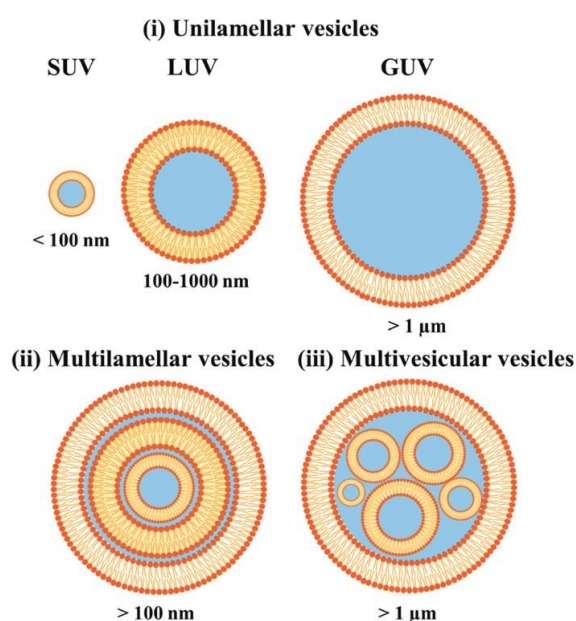 (i) Unilamellar vesicles
SUV LUV GUV
< 100 nm
100-1000 nm
> 1 µm
(ii) Multilamellar vesicles (iii) Multivesicular vesicles
> 100 nm > 1 µm